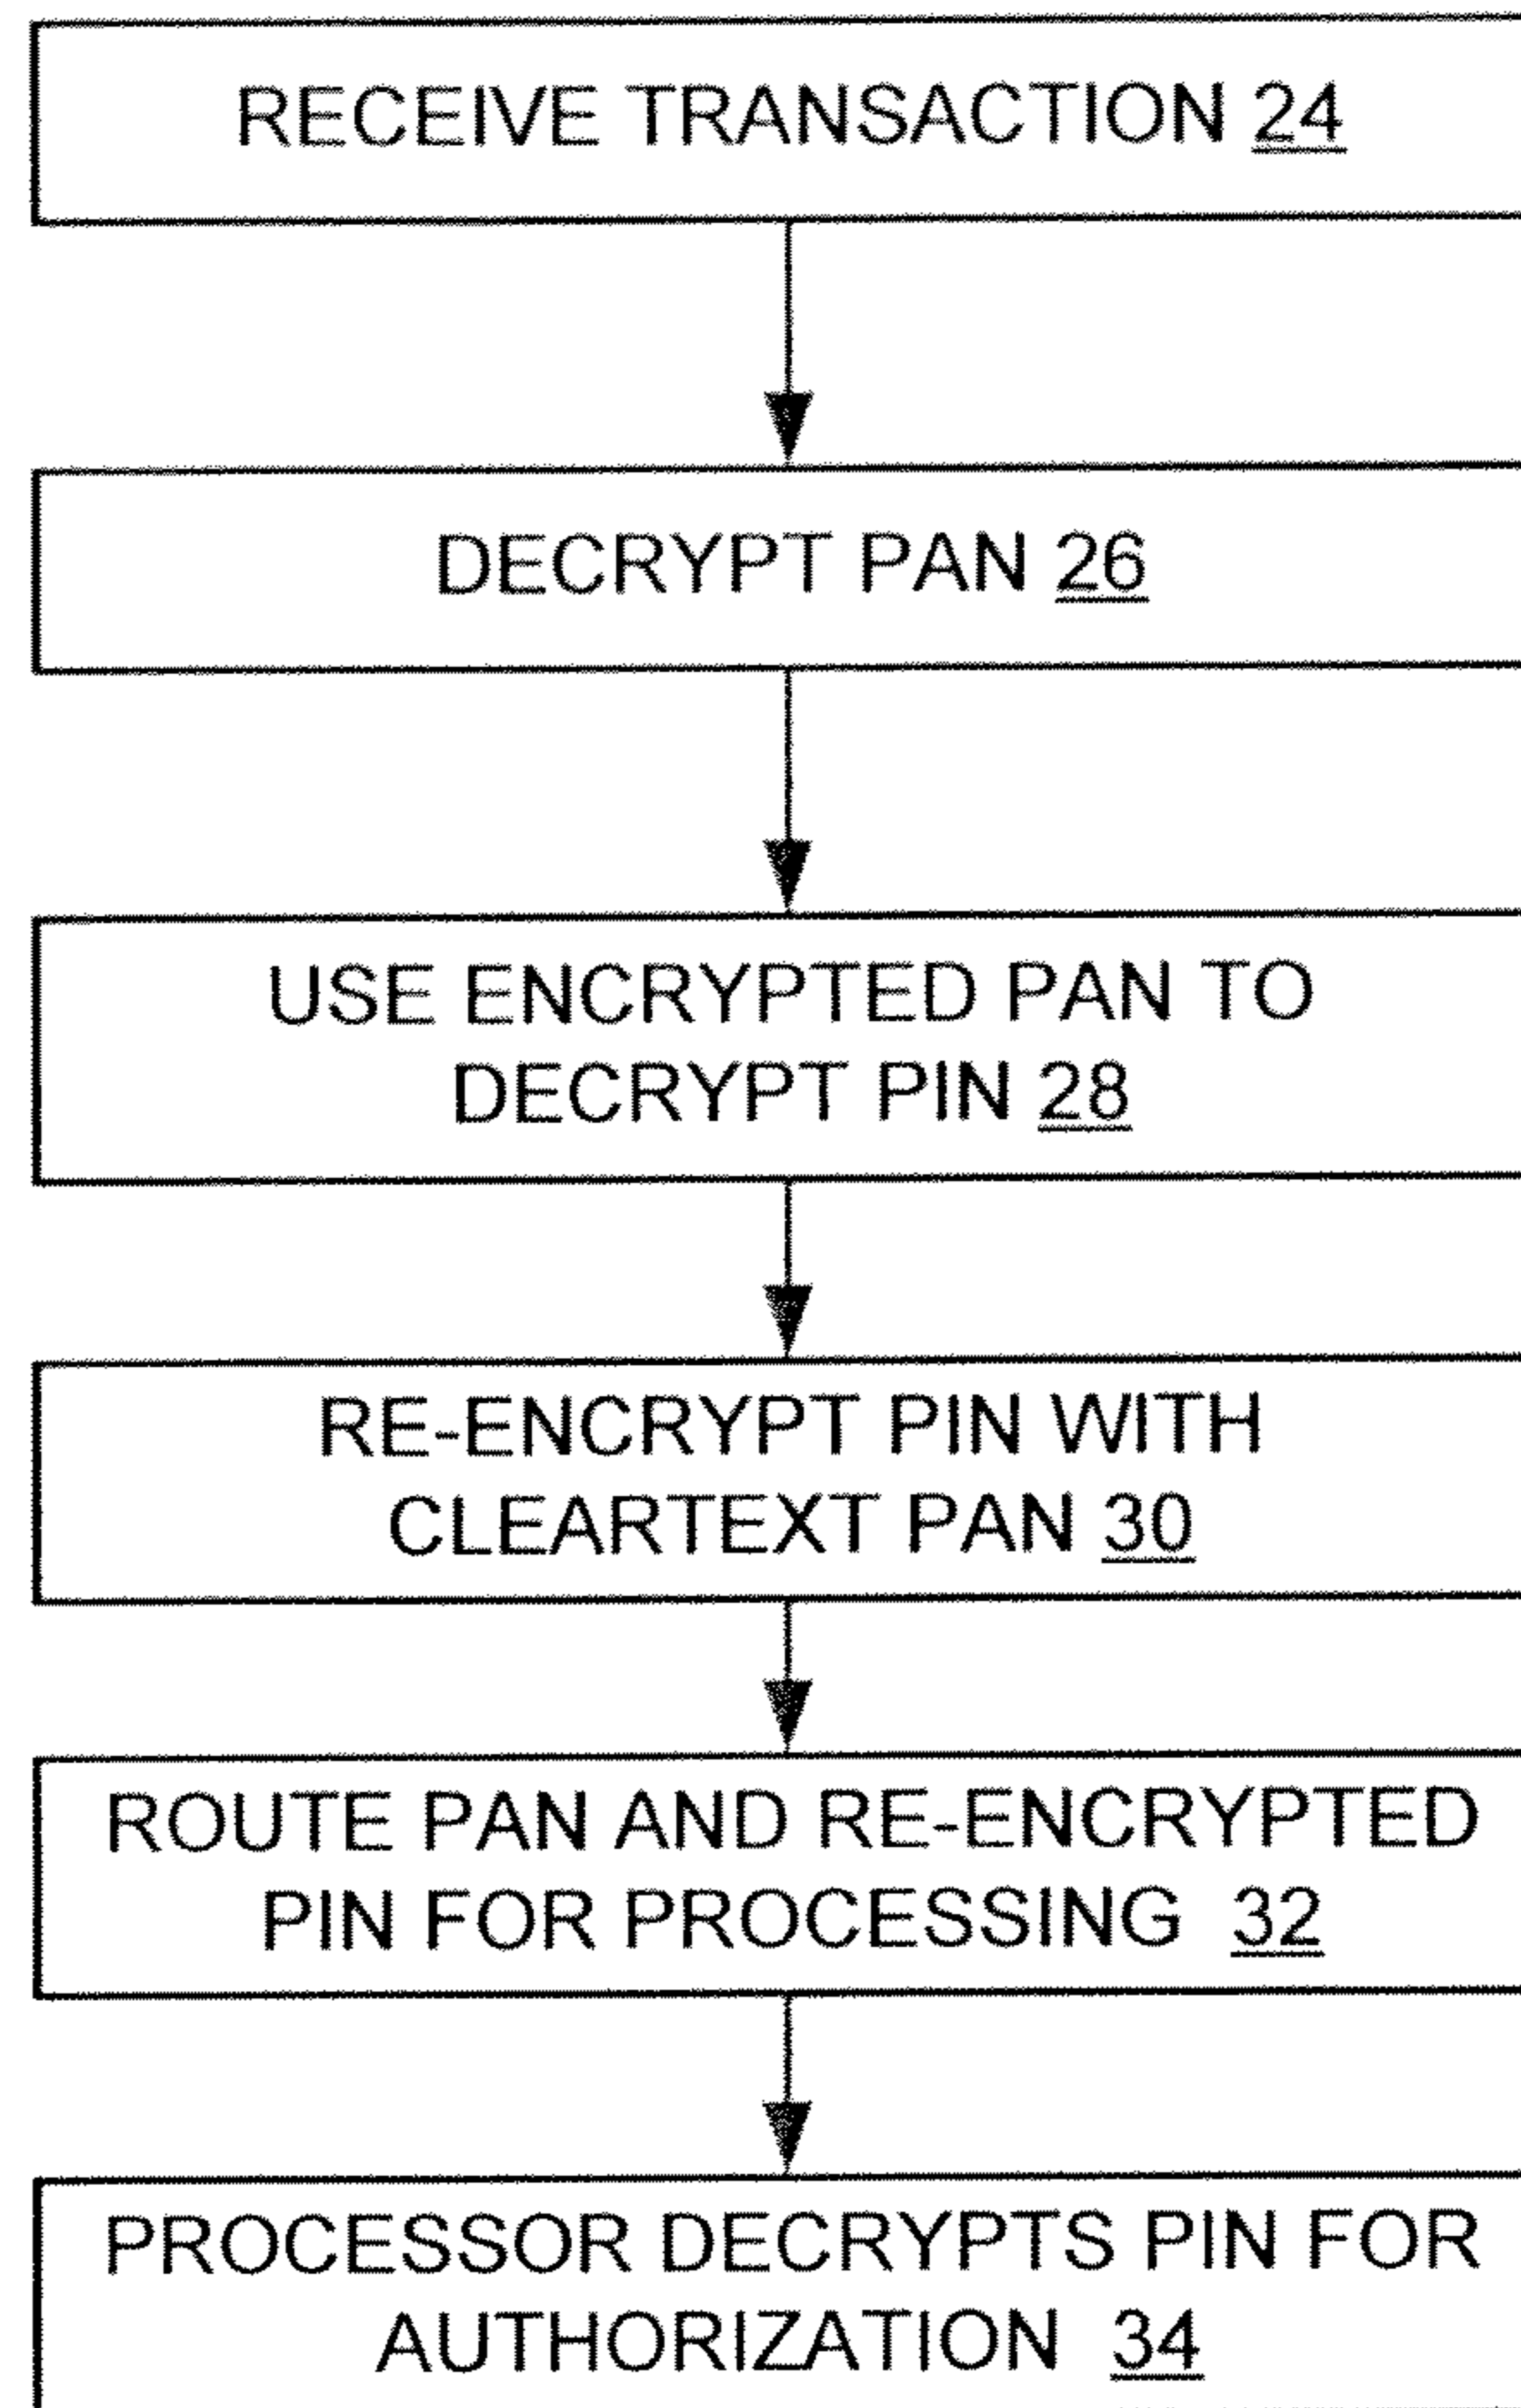 RECEIVE TRANSACTION 24
DECRYPT PAN 26
USE ENCRYPTED PAN TO
DECRYPT PIN 28
RE-ENCRYPT PIN WITH
CLEARTEXT PAN 30
ROUTE PAN AND RE-ENCRYPTED
PIN FOR PROCESSING 32
PROCESSOR DECRYPTS PIN FOR
AUTHORIZATION 34